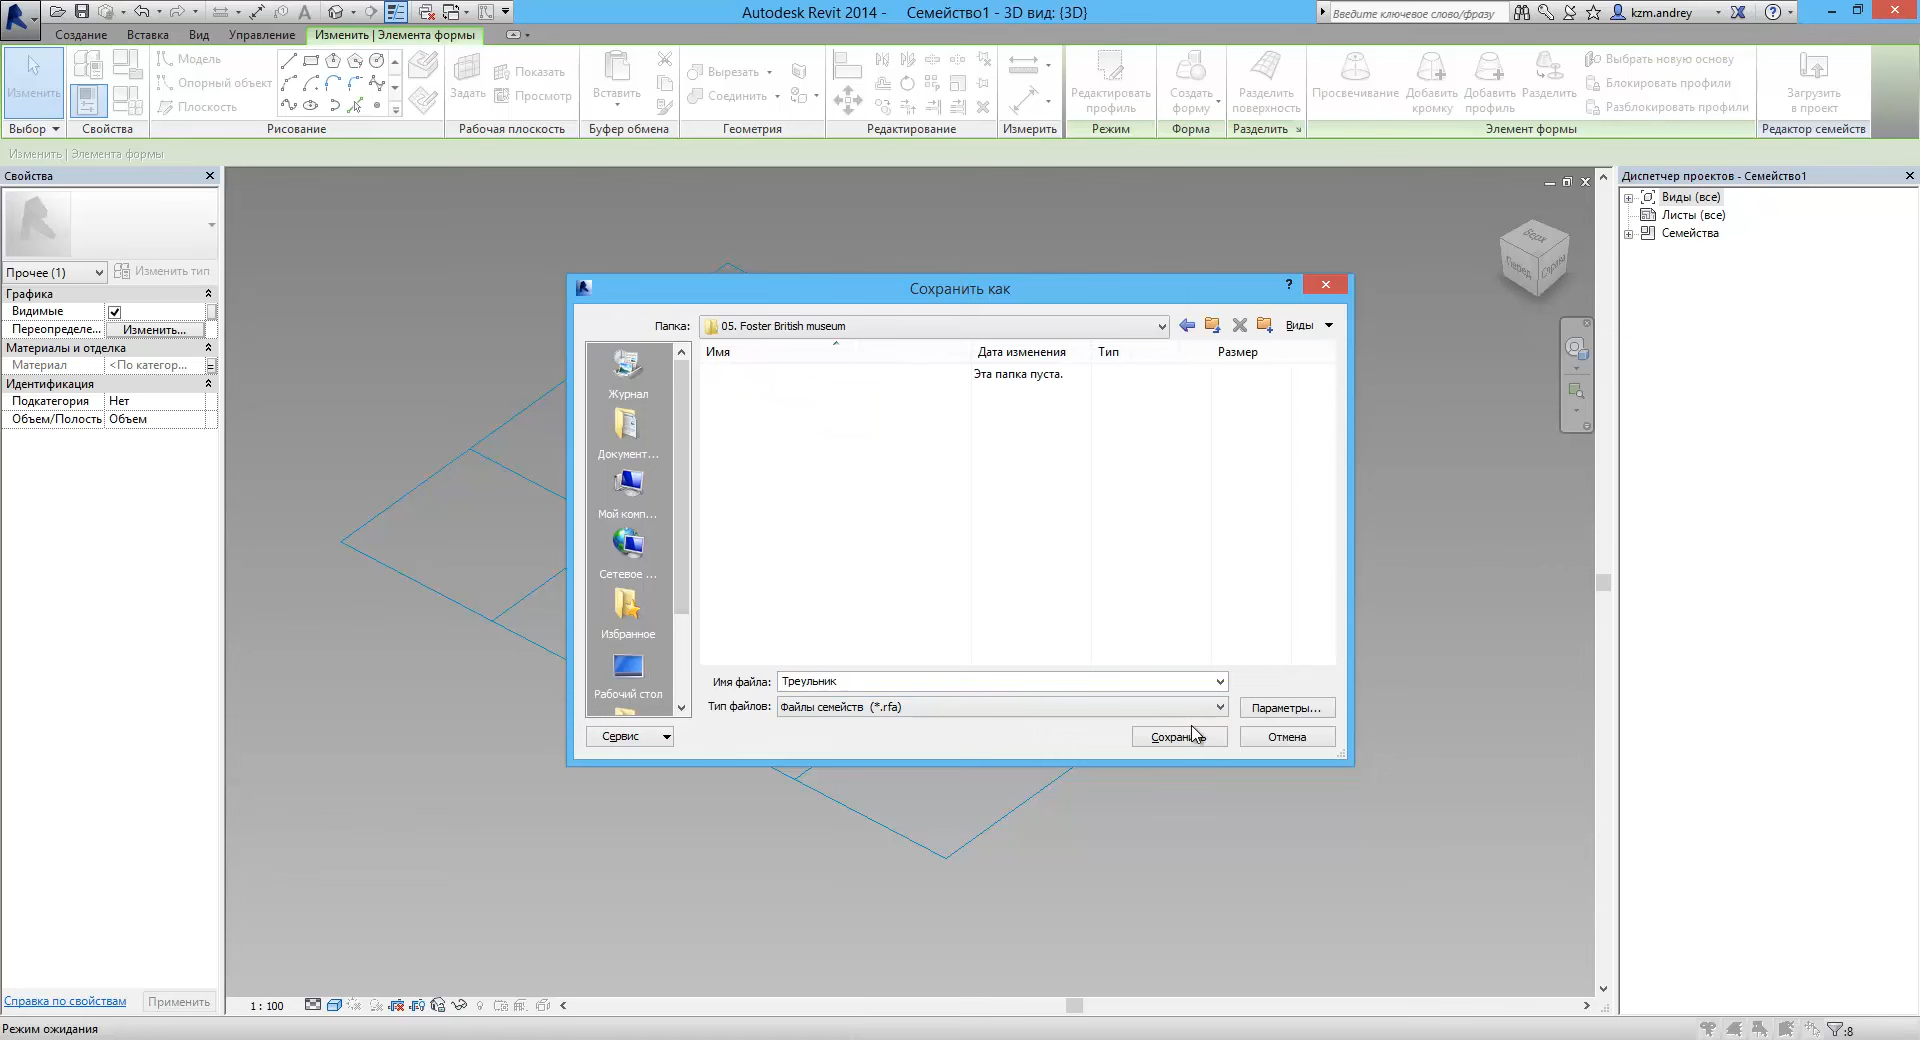 Autodesk Revit 2014 - Семейство1 - 3D вид: {3D}
Введите ключевое слово/фразу
kzm.andrey
Создание Вставка Вид Управление Изменить | Элемента формы
Изменить
Модель
Опорный объект
Плоскость
Задать
Показать
Просмотр
Вставить
Вырезать
Соединить
Редактировать профиль
Создать форму
Разделить поверхность
Просвечивание
Добавить кромку
Добавить профиль
Разделить
Выбрать новую основу
Блокировать профили
Разблокировать профили
Загрузить в проект
Выбор Свойства Рисование Рабочая плоскость Буфер обмена Геометрия Редактирование Измерить Режим Форма Разделить Элемент формы Редактор семейств
Изменить | Элемента формы
Свойства
Прочее (1) Изменить тип
Графика
Видимые
Переопределе... Изменить...
Материалы и отделка
Материал <По категор...
Идентификация
Подкатегория Нет
Объем/Полость Объем
Справка по свойствам Применить
Верх
Перед
Справа
Диспетчер проектов - Семейство1
Виды (все)
Листы (все)
Семейства
Сохранить как
?
Папка: 05. Foster British museum Виды
Имя Дата изменения Тип Размер
Эта папка пуста.
Журнал
Документ...
Мой комп...
Сетевое ...
Избранное
Рабочий стол
Имя файла: Треульник
Тип файлов: Файлы семейств (*.rfa) Параметры...
Сервис Отмена
1 : 100
Режим ожидания
:8